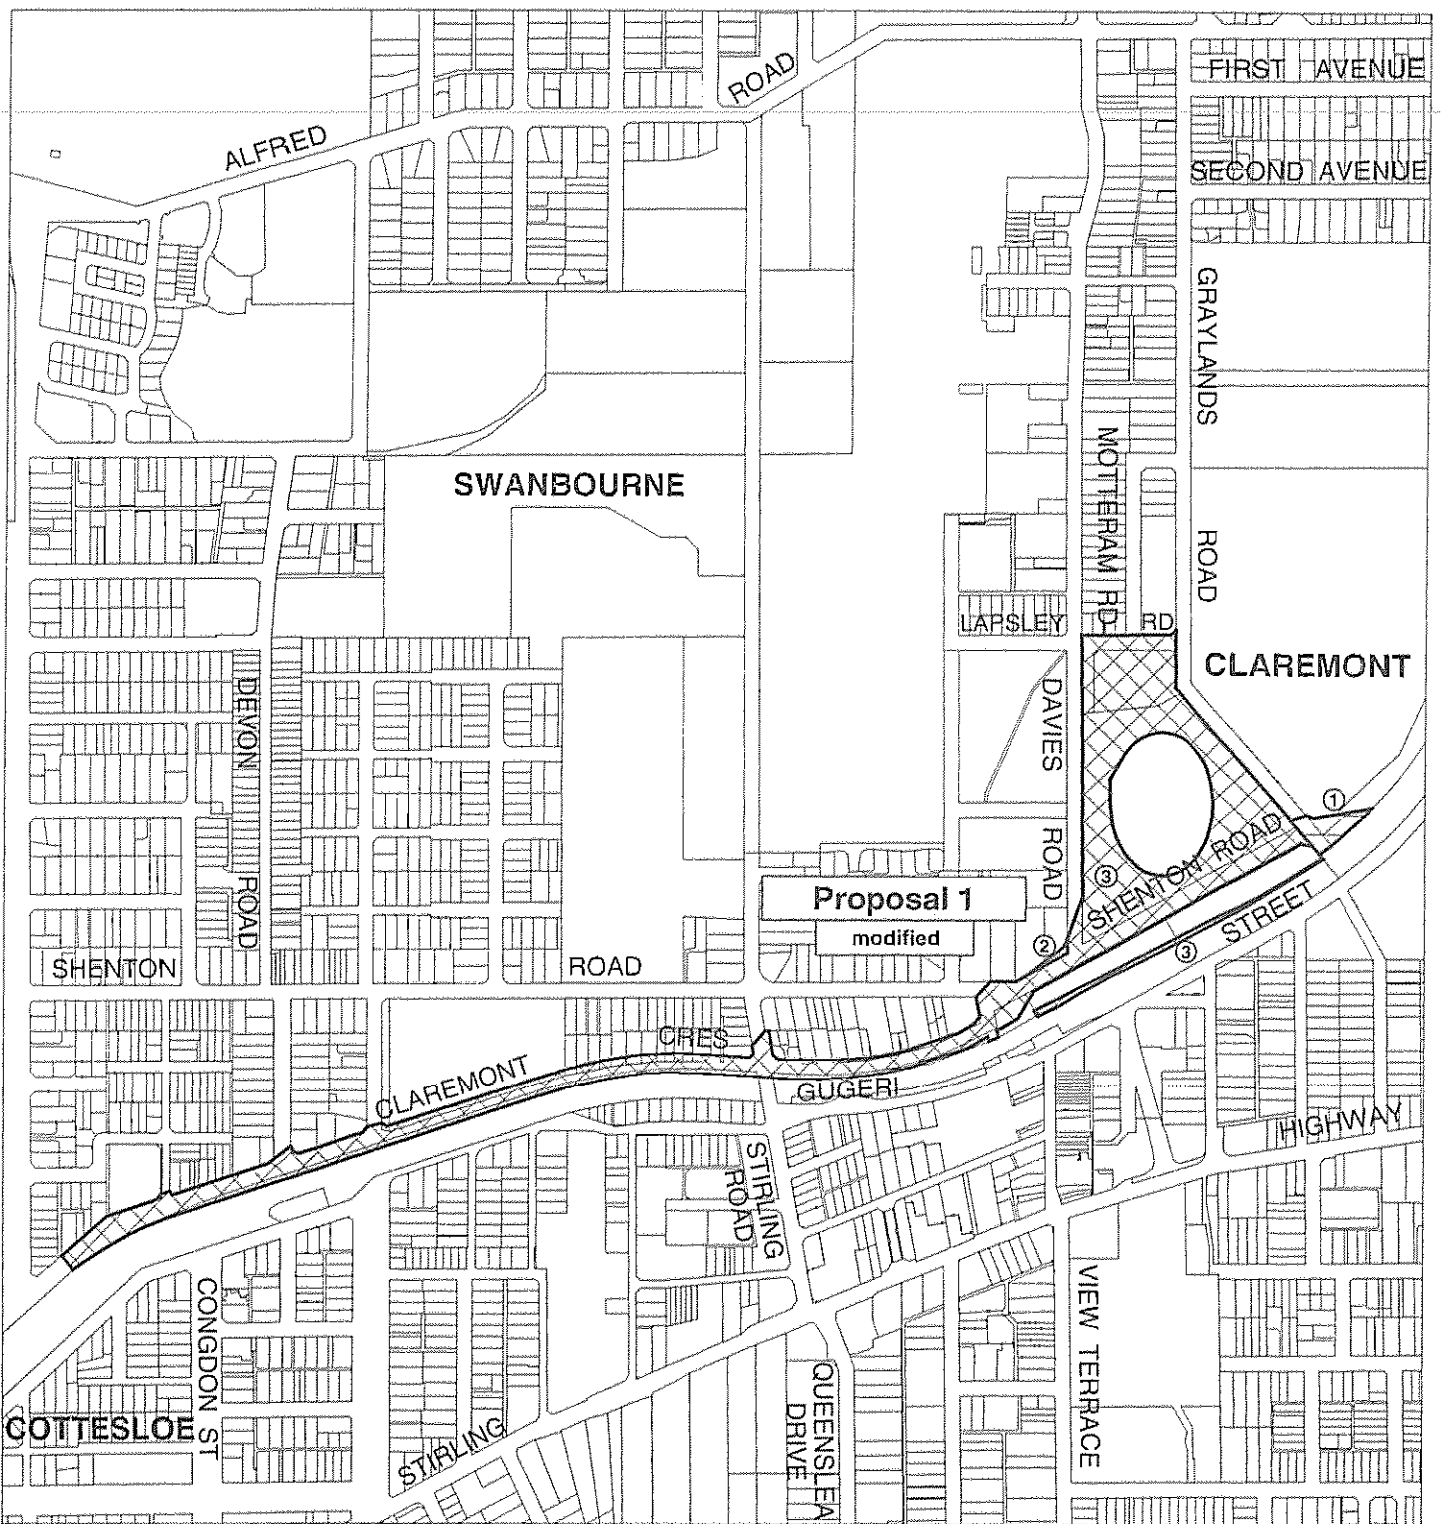 ROAD
FIRST AVENUE
ALFRED
SECOND AVENUE
GRAYLANDS
ROAD
SWANBOURNE
MOTTERAM RD
LAPSLEY RD
CLAREMONT
DEVON
ROAD
DAVIES
ROAD
①
SHENTON ROAD
③
Proposal 1
modified
STREET
②
③
SHENTON
ROAD
CRES
CLAREMONT
GUGERI
HIGHWAY
STIRLING
ROAD
CONGDON ST
VIEW TERRACE
QUEENSLEA
DRIVE
COTTESLOE
STIRLING